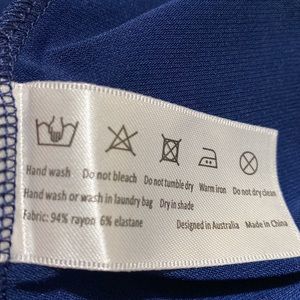 Hand wash Do not bleach Do not tumble dry Warm iron Do not dry clean
Hand wash or wash in laundry bag Dry in shade
Fabric: 94% rayon 6% elastane Designed in Australia Made in China